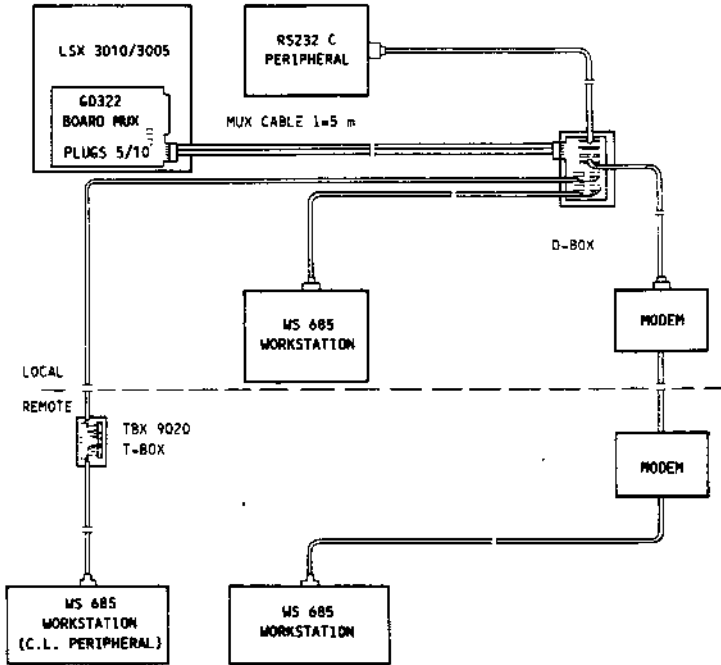 LSX 3010/3005
GD322
BOARD MUX
PLUGS 5/10
RS232 C
PERIPHERAL
MUX CABLE l=5 m
D-BOX
WS 685
WORKSTATION
MODEM
LOCAL
REMOTE
TBX 9020
T-BOX
MODEM
WS 685
WORKSTATION
(C.L. PERIPHERAL)
WS 685
WORKSTATION